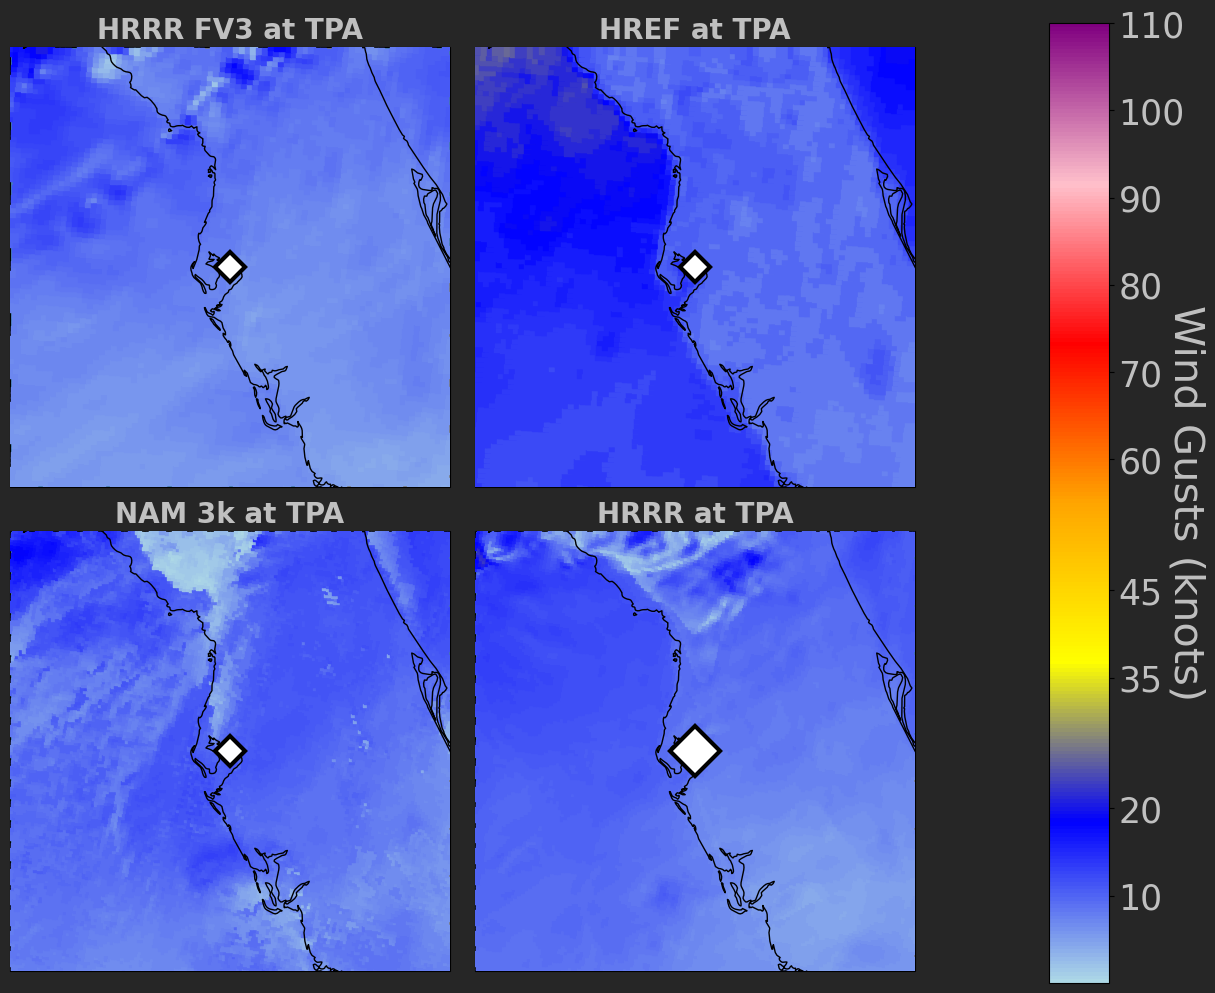 HRRR FV3 at TPA
HREF at TPA
NAM 3k at TPA
HRRR at TPA
110
100
90
80
70
60
45
35
20
10
Wind Gusts (knots)